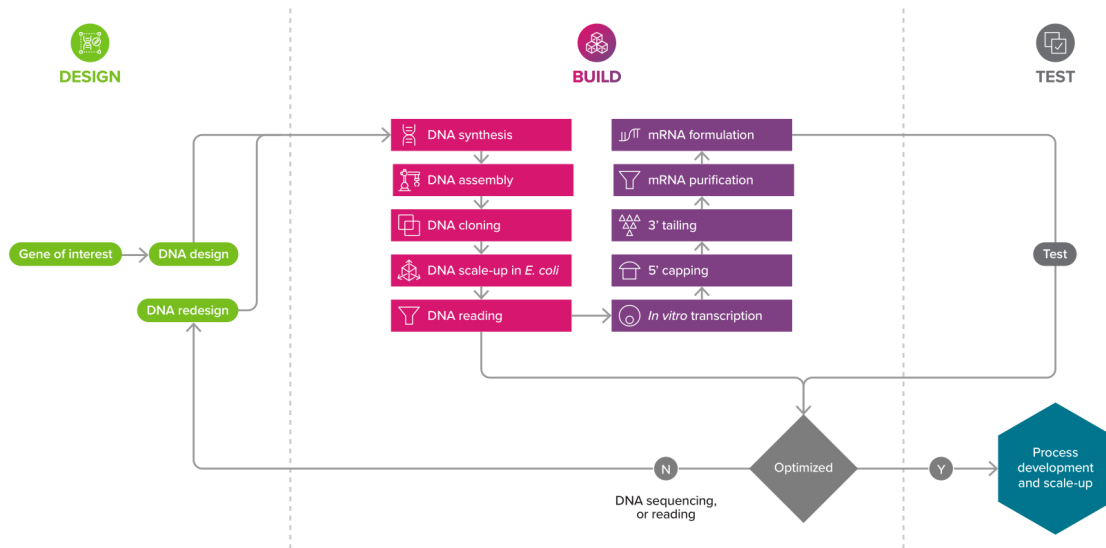 DESIGN
BUILD
TEST
DNA synthesis
DNA assembly
DNA cloning
DNA scale-up in E. coli
DNA reading
mRNA formulation
mRNA purification
3’ tailing
5’ capping
In vitro transcription
Gene of interest
DNA design
DNA redesign
Test
Optimized
N
DNA sequencing,
or reading
Y
Process
development
and scale-up